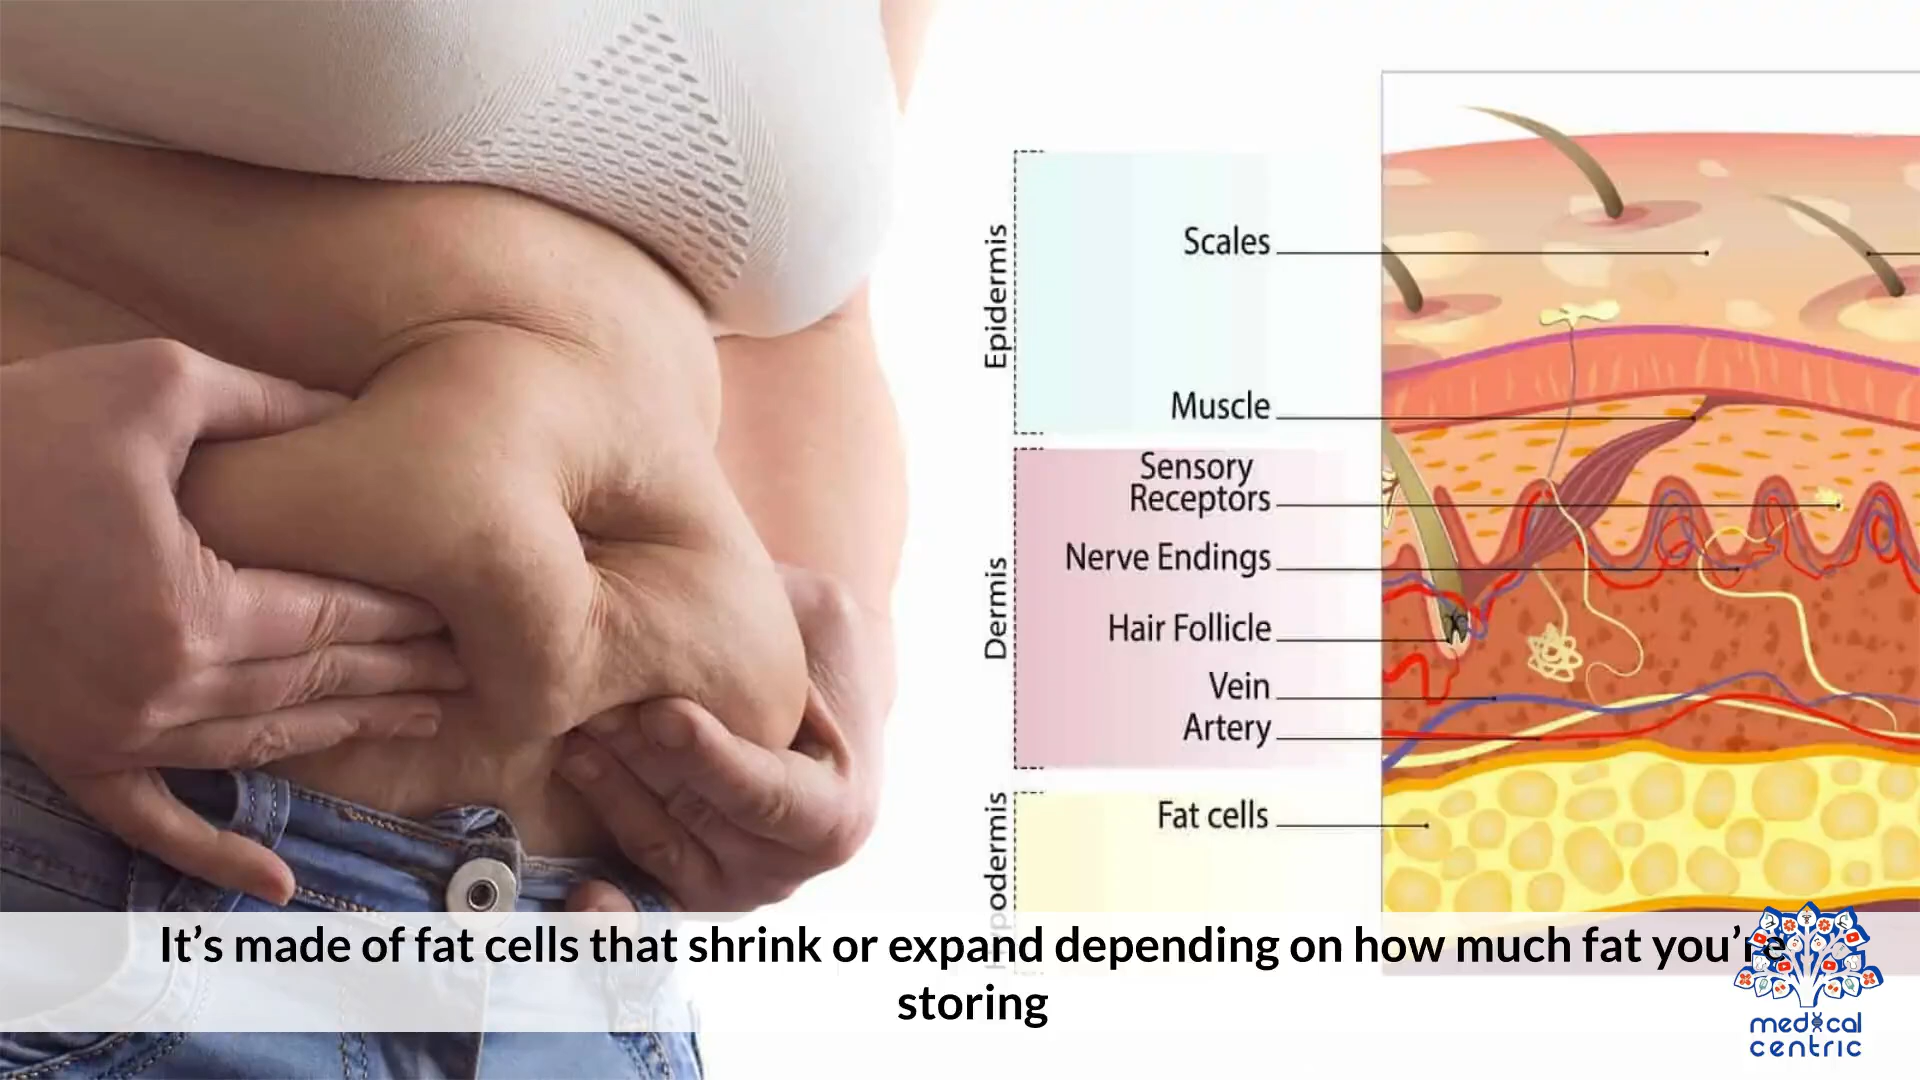 Epidermis
Scales
Muscle
Dermis
Sensory
Receptors
Nerve Endings
Hair Follicle
Vein
Artery
Hypodermis
Fat cells
It’s made of fat cells that shrink or expand depending on how much fat you’re
storing
medical
centric